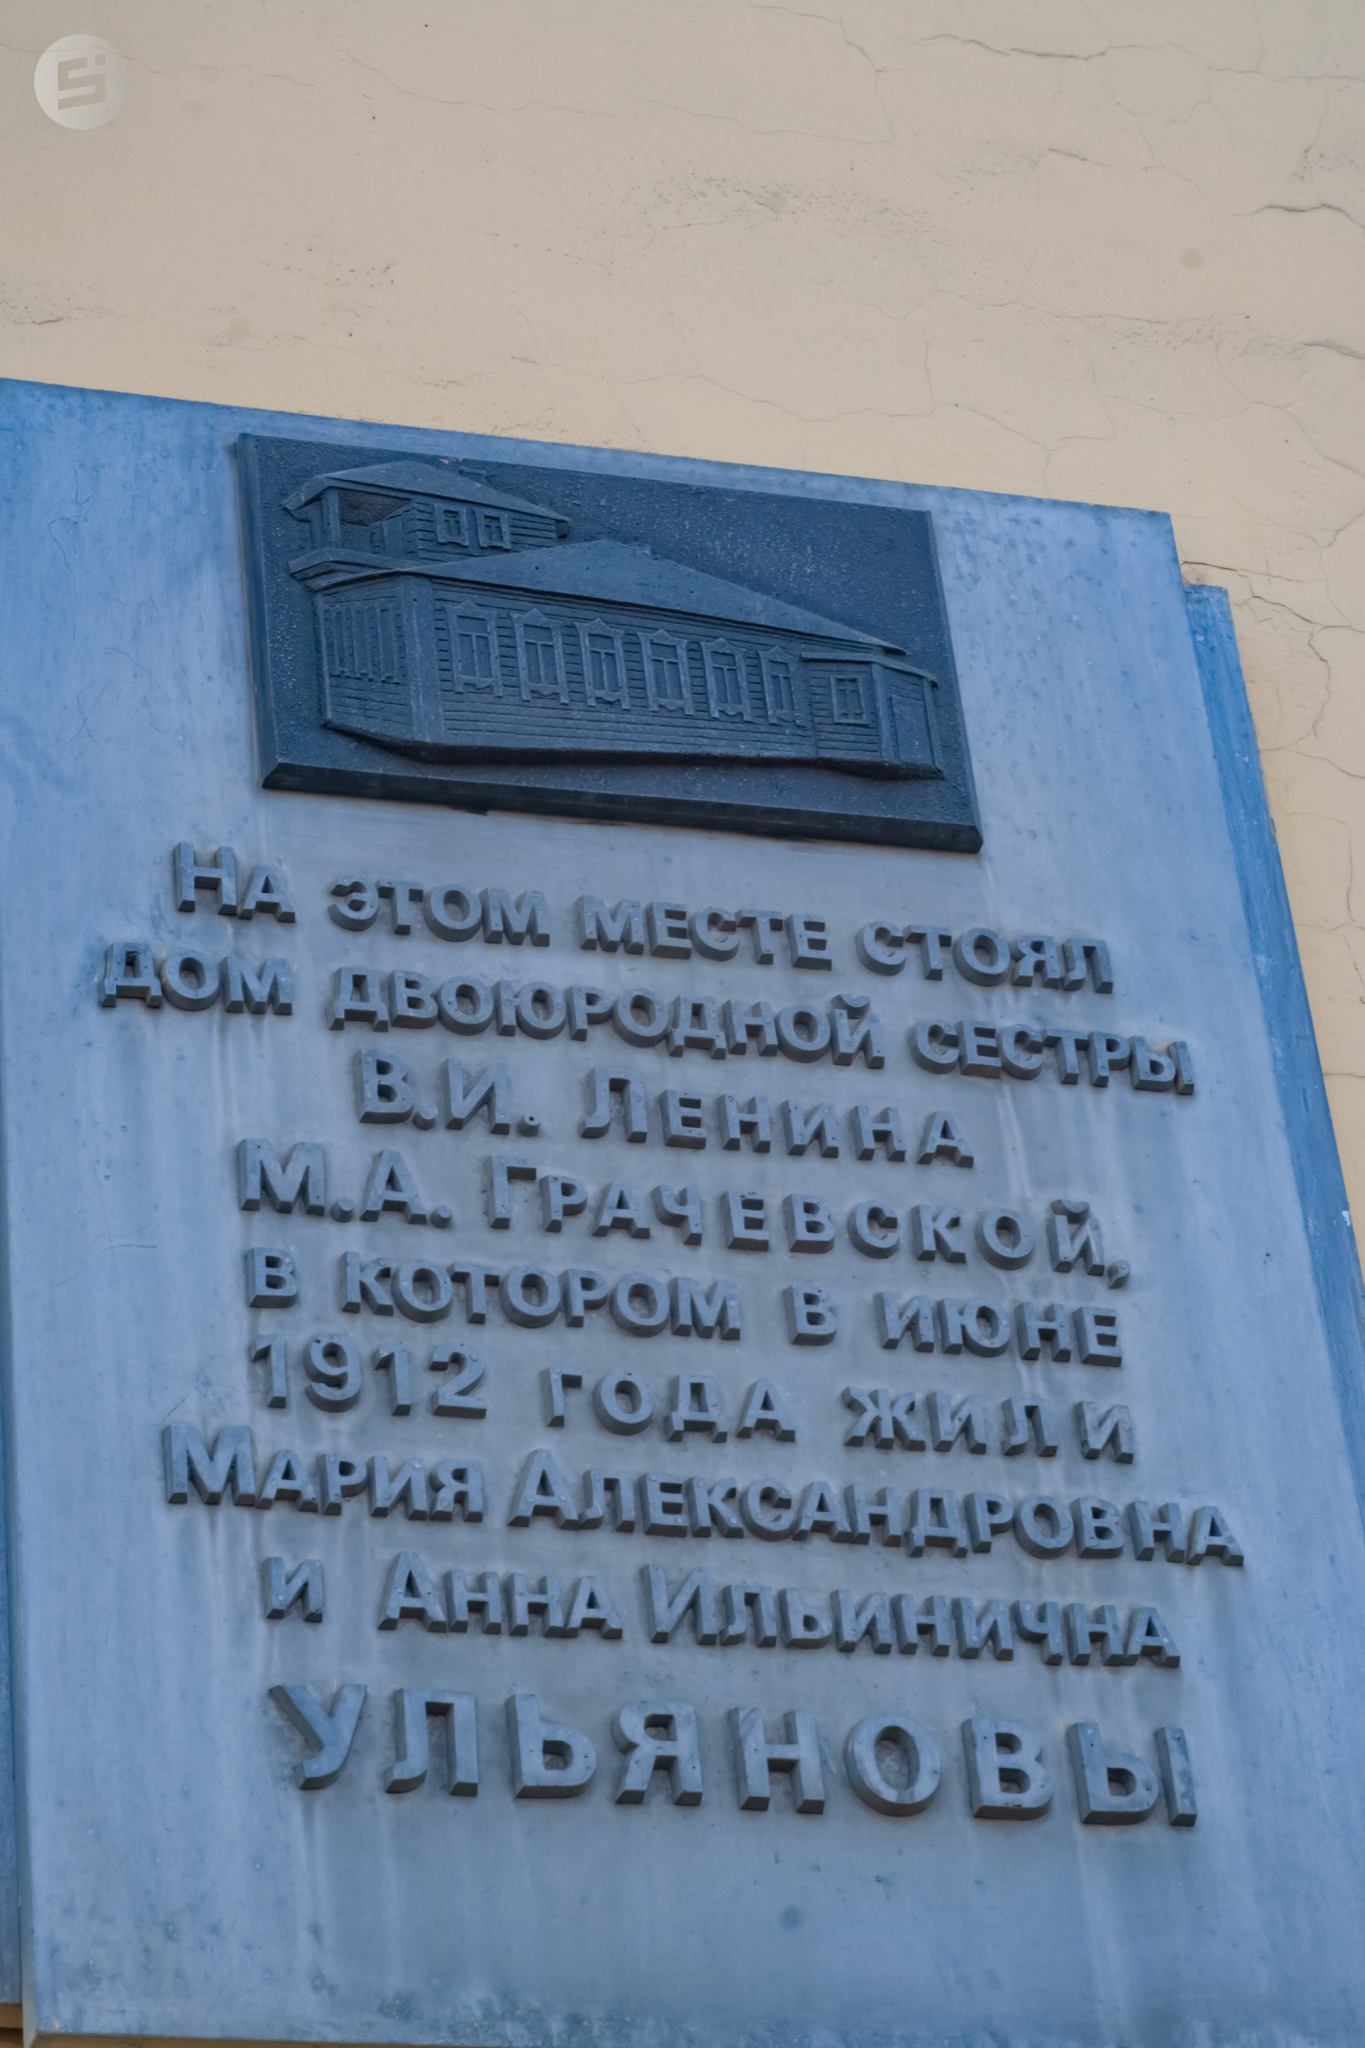 На этом месте стоял
дом двоюродной сестры
В.И. Ленина
М.А. Грачевской,
в котором в июне
1912 года жили
Мария Александровна
и Анна Ильинична
Ульяновы